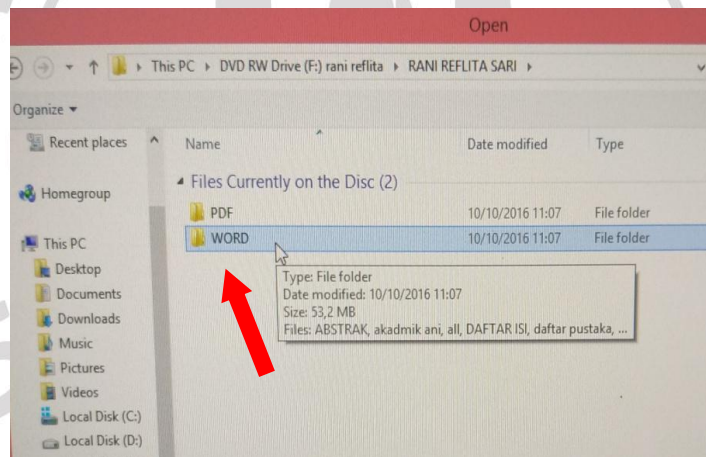 Open
This PC ▸ DVD RW Drive (F:) rani reflita ▸ RANI REFLITA SARI ▸
Organize ▾
Recent places
Name Date modified Type
Files Currently on the Disc (2)
Homegroup
PDF 10/10/2016 11:07 File folder
This PC
WORD 10/10/2016 11:07 File folder
Desktop
Type: File folder
Documents
Date modified: 10/10/2016 11:07
Downloads
Size: 53,2 MB
Files: ABSTRAK, akadmik ani, all, DAFTAR ISI, daftar pustaka, ...
Music
Pictures
Videos
Local Disk (C:)
Local Disk (D:)